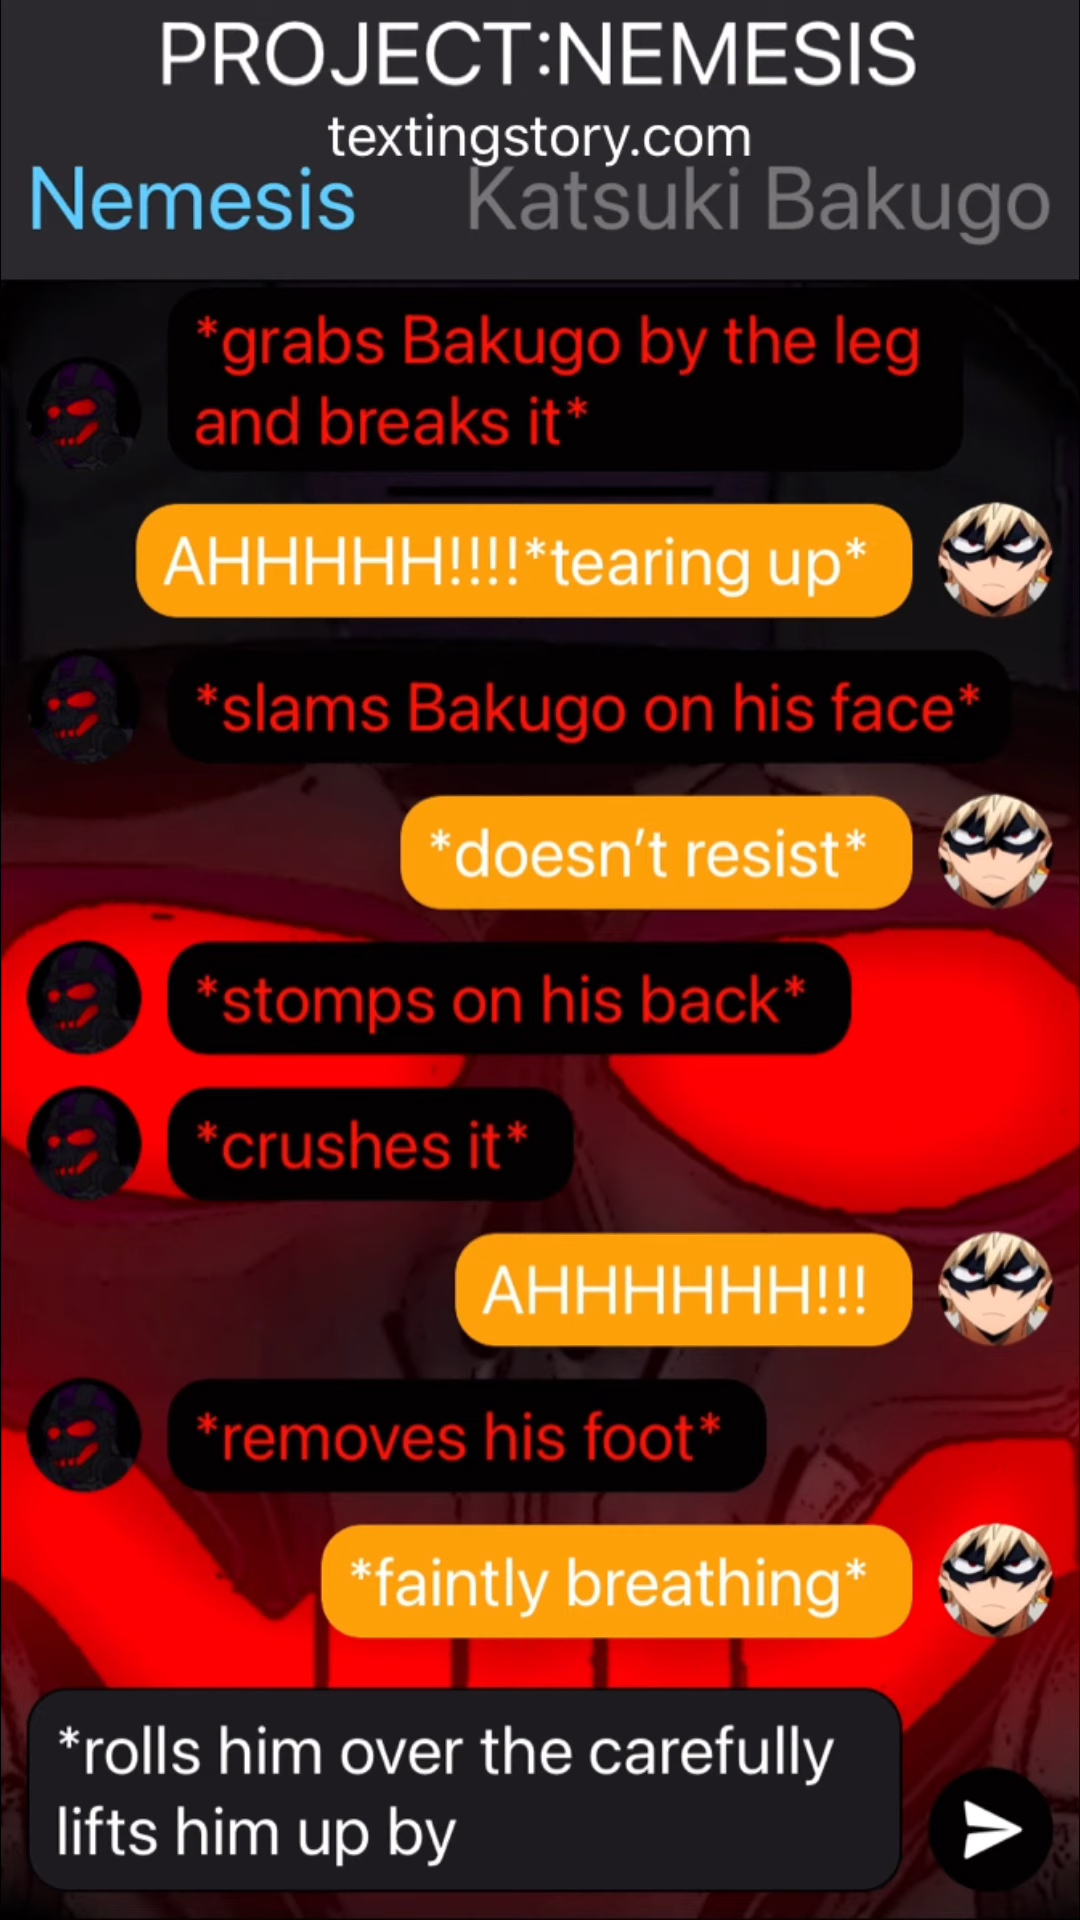 PROJECT:NEMESIS
textingstory.com
Nemesis Katsuki Bakugo
*grabs Bakugo by the leg
and breaks it*
AHHHHH!!!!*tearing up*
*slams Bakugo on his face*
*doesn’t resist*
*stomps on his back*
*crushes it*
AHHHHHH!!!
*removes his foot*
*faintly breathing*
*rolls him over the carefully
lifts him up by